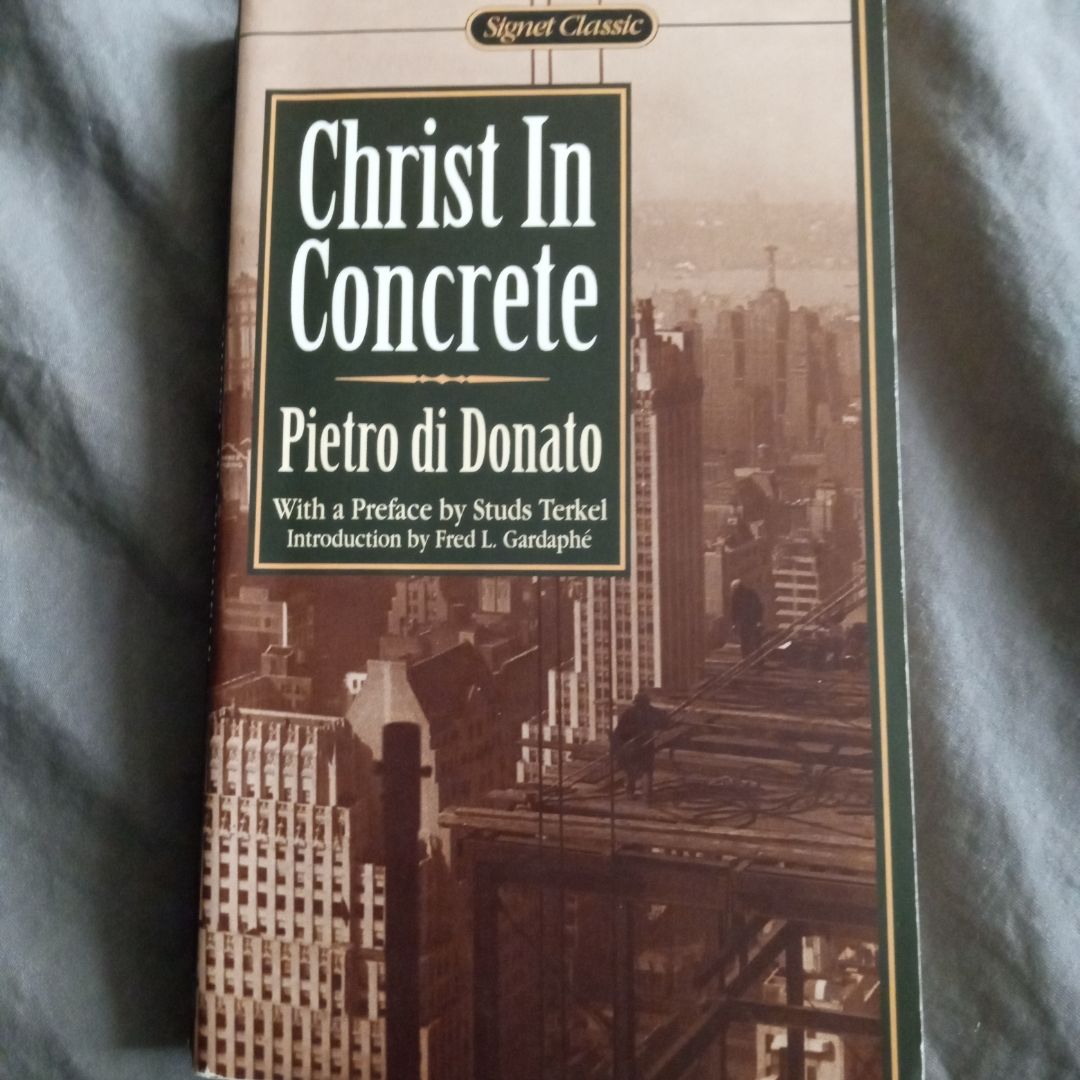 Signet Classic
Christ In
Concrete
Pietro di Donato
With a Preface by Studs Terkel
Introduction by Fred L. Gardaphé